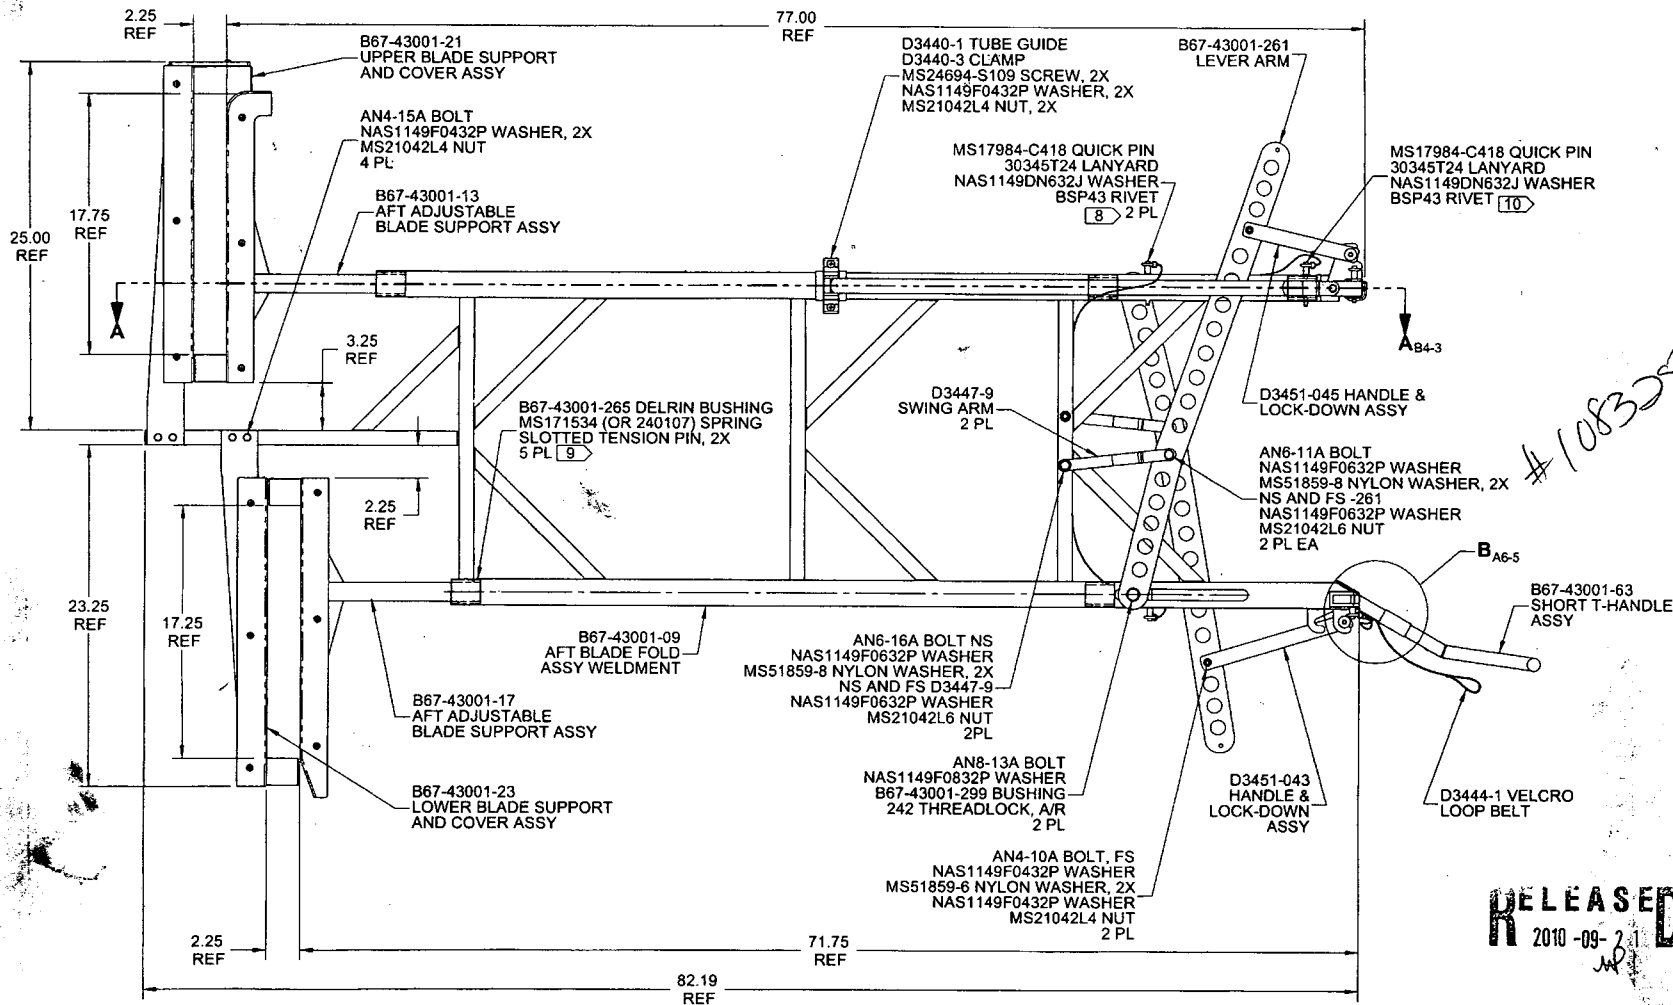 2.25
REF
77.00
REF
B67-43001-21
UPPER BLADE SUPPORT
AND COVER ASSY
D3440-1 TUBE GUIDE
D3440-3 CLAMP
MS24694-S109 SCREW, 2X
NAS1149F0432P WASHER, 2X
MS21042L4 NUT, 2X
B67-43001-261
LEVER ARM
AN4-15A BOLT
NAS1149F0432P WASHER, 2X
MS21042L4 NUT
4 PL
MS17984-C418 QUICK PIN
30345T24 LANYARD
NAS1149DN632J WASHER
BSP43 RIVET
8 2 PL
MS17984-C418 QUICK PIN
30345T24 LANYARD
NAS1149DN632J WASHER
BSP43 RIVET 10
B67-43001-13
AFT ADJUSTABLE
BLADE SUPPORT ASSY
17.75
REF
25.00
REF
A
A B4-3
3.25
REF
D3451-045 HANDLE &
LOCK-DOWN ASSY
D3447-9
SWING ARM
2 PL
B67-43001-265 DELRIN BUSHING
MS171534 (OR 240107) SPRING
SLOTTED TENSION PIN, 2X
5 PL 9
AN6-11A BOLT
NAS1149F0632P WASHER
MS51859-8 NYLON WASHER, 2X
NS AND FS -261
NAS1149F0632P WASHER
MS21042L6 NUT
2 PL EA
2.25
REF
B A6-5
B67-43001-63
SHORT T-HANDLE
ASSY
23.25
REF
17.25
REF
B67-43001-09
AFT BLADE FOLD
ASSY WELDMENT
AN6-16A BOLT NS
NAS1149F0632P WASHER
MS51859-8 NYLON WASHER, 2X
NS AND FS D3447-9
NAS1149F0632P WASHER
MS21042L6 NUT
2PL
B67-43001-17
AFT ADJUSTABLE
BLADE SUPPORT ASSY
AN8-13A BOLT
NAS1149F0832P WASHER
B67-43001-299 BUSHING
242 THREADLOCK, A/R
2 PL
D3451-043
HANDLE &
LOCK-DOWN
ASSY
D3444-1 VELCRO
LOOP BELT
B67-43001-23
LOWER BLADE SUPPORT
AND COVER ASSY
AN4-10A BOLT, FS
NAS1149F0432P WASHER
MS51859-6 NYLON WASHER, 2X
NAS1149F0432P WASHER
MS21042L4 NUT
2 PL
RELEASED
2010-09-21
2.25
REF
71.75
REF
82.19
REF